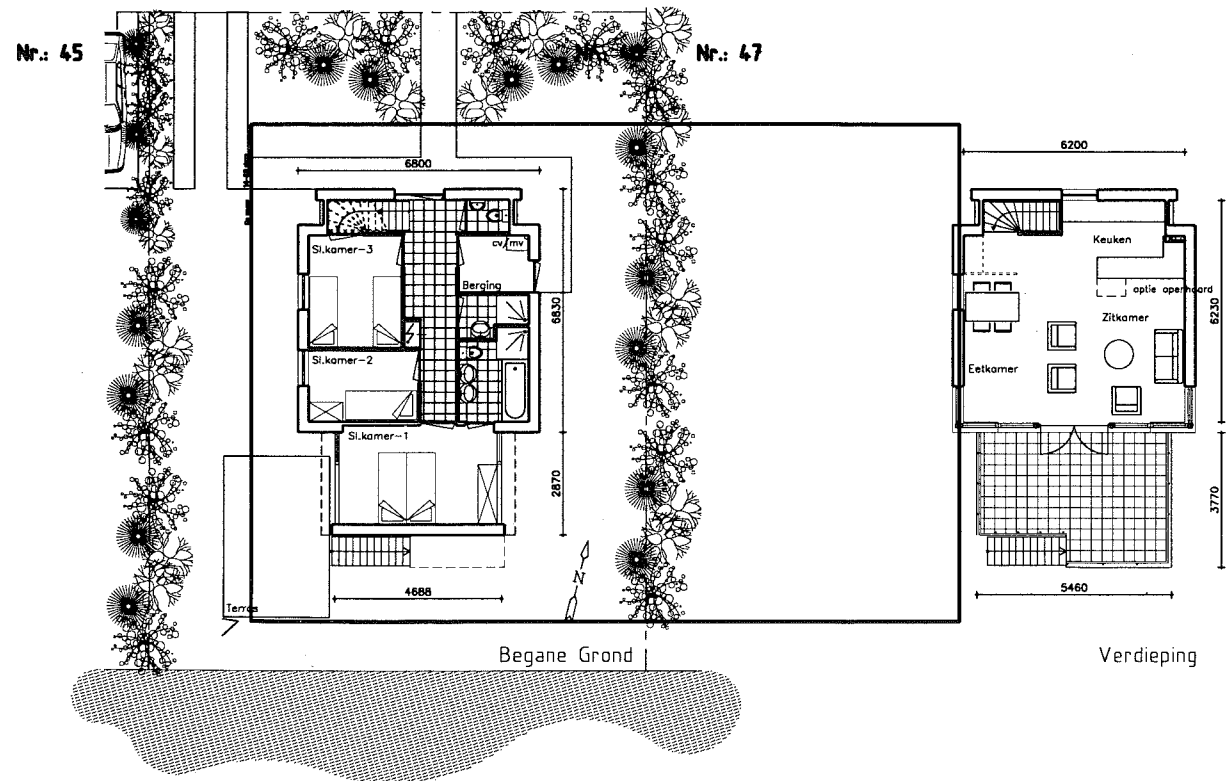 Nr.: 45
Nr.: 47
6800
6200
Sl.kamer-3
cv/mv
Berging
6830
Sl.kamer-2
Sl.kamer-1
2870
4688
N
Terras
Begane Grond
Keuken
optie openhaard
Zitkamer
Eetkamer
6230
3770
5460
Verdieping